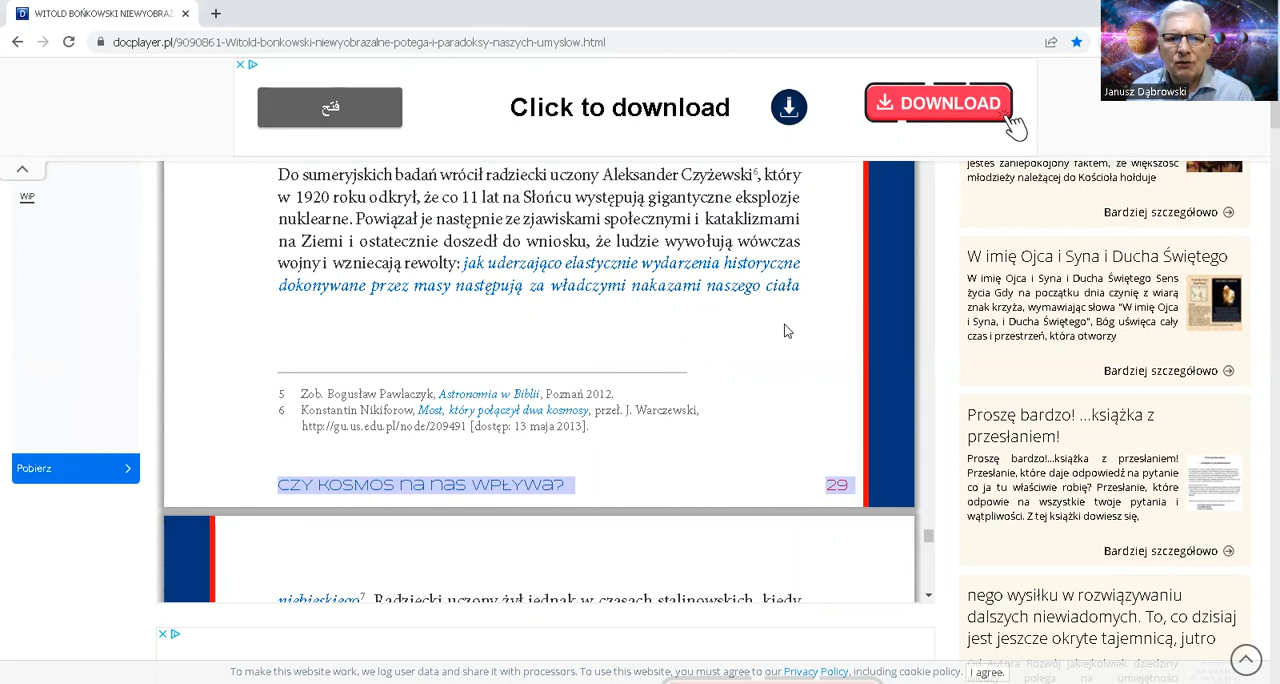 WITOLD BOŃKOWSKI NIEWYOBRAŹ
docplayer.pl/9090861-Witold-bonkowski-niewyobrazalne-potega-i-paradoksy-naszych-umyslow.html
Janusz Dąbrowski
فتح
Click to download
DOWNLOAD
WiP
Pobierz
Do sumeryjskich badań wrócił radziecki uczony Aleksander Czyżewski⁶, który
w 1920 roku odkrył, że co 11 lat na Słońcu występują gigantyczne eksplozje
nuklearne. Powiązał je następnie ze zjawiskami społecznymi i kataklizmami
na Ziemi i ostatecznie doszedł do wniosku, że ludzie wywołują wówczas
wojny i wzniecają rewolty: jak uderzająco elastycznie wydarzenia historyczne
dokonywane przez masy następują za władczymi nakazami naszego ciała
5 Zob. Bogusław Pawlaczyk, Astronomia w Biblii, Poznań 2012.
6 Konstantin Nikiforow, Most, który połączył dwa kosmosy, przeł. J. Warczewski,
http://gu.us.edu.pl/node/209491 [dostęp: 13 maja 2013].
CZY KOSMOS na nas WPŁYWA? 29
niebieskiego⁷. Radziecki uczony żył jednak w czasach stalinowskich, kiedy
jesteś zaniepokojony faktem, że większość
młodzieży należącej do Kościoła hołduje
Bardziej szczegółowo
W imię Ojca i Syna i Ducha Świętego
W imię Ojca i Syna i Ducha Świętego Sens
życia Gdy na początku dnia czynię z wiarą
znak krzyża, wymawiając słowa "W imię Ojca
i Syna, i Ducha Świętego", Bóg uświęca cały
czas i przestrzeń, która otworzy
Bardziej szczegółowo
Proszę bardzo! ...książka z
przesłaniem!
Proszę bardzo!...książka z przesłaniem!
Przesłanie, które daje odpowiedź na pytanie
co ja tu właściwie robię? Przesłanie, które
odpowie na wszystkie twoje pytania i
wątpliwości. Z tej książki dowiesz się,
Bardziej szczegółowo
nego wysiłku w rozwiązywaniu
dalszych niewiadomych. To, co dzisiaj
jest jeszcze okryte tajemnicą, jutro
Od Autora Rozwój jakiejkolwiek dziedziny
polega na umiejętności
To make this website work, we log user data and share it with processors. To use this website, you must agree to our Privacy Policy, including cookie policy. I agree.